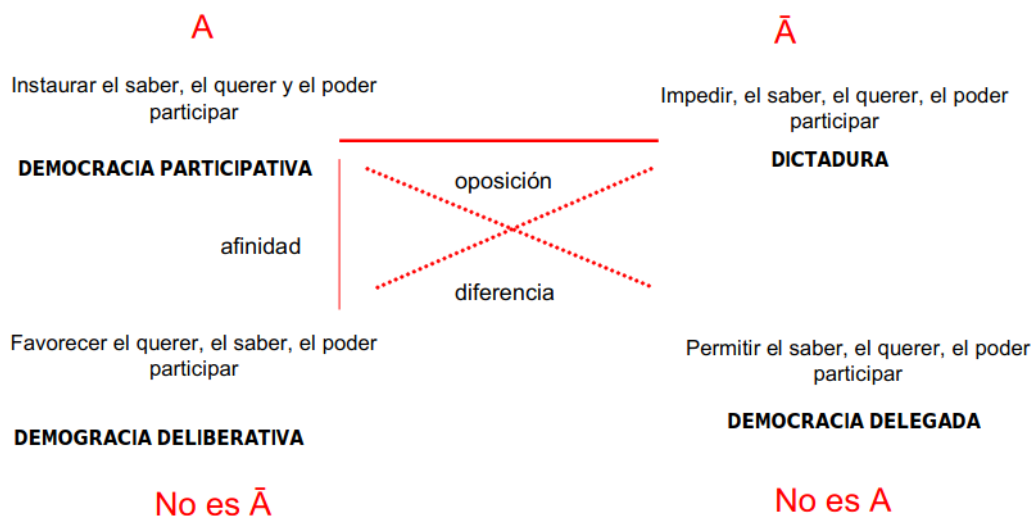 A
Ā
Instaurar el saber, el querer y el poder
participar
Impedir, el saber, el querer, el poder
participar
DEMOCRACIA PARTICIPATIVA
DICTADURA
oposición
afinidad
diferencia
Favorecer el querer, el saber, el poder
participar
Permitir el saber, el querer, el poder
participar
DEMOGRACIA DELIBERATIVA
DEMOCRACIA DELEGADA
No es Ā
No es A